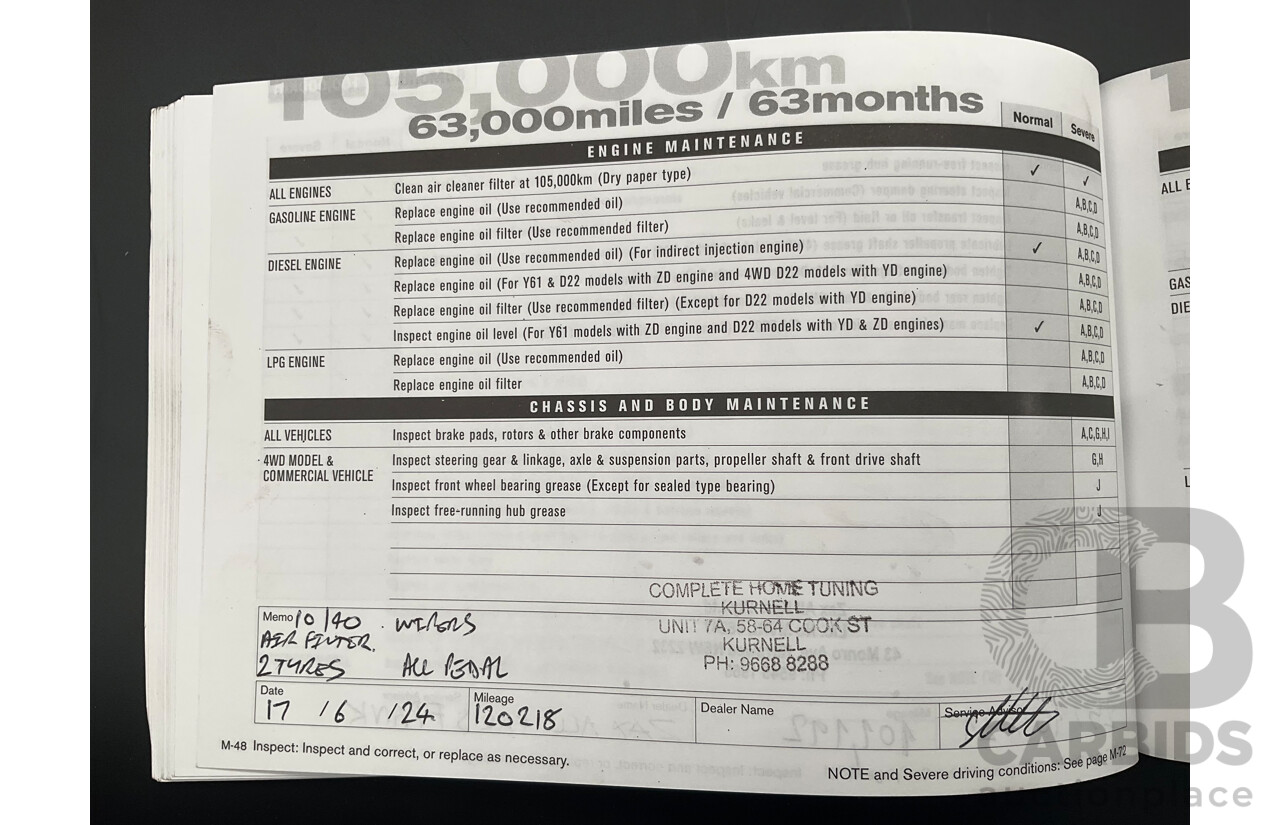 105,000km
63,000miles / 63months
Normal Severe
ENGINE MAINTENANCE
ALL ENGINES Clean air cleaner filter at 105,000km (Dry paper type) ✓ ✓
GASOLINE ENGINE Replace engine oil (Use recommended oil) A,B,C,D
Replace engine oil filter (Use recommended filter) A,B,C,D
DIESEL ENGINE Replace engine oil (Use recommended oil) (For indirect injection engine) ✓ A,B,C,D
Replace engine oil (For Y61 & D22 models with ZD engine and 4WD D22 models with YD engine) A,B,C,D
Replace engine oil filter (Use recommended filter) (Except for D22 models with YD engine) A,B,C,D
Inspect engine oil level (For Y61 models with ZD engine and D22 models with YD & ZD engines) ✓ A,B,C,D
LPG ENGINE Replace engine oil (Use recommended oil) A,B,C,D
Replace engine oil filter A,B,C,D
CHASSIS AND BODY MAINTENANCE
ALL VEHICLES Inspect brake pads, rotors & other brake components A,C,G,H,I
4WD MODEL &
COMMERCIAL VEHICLE Inspect steering gear & linkage, axle & suspension parts, propeller shaft & front drive shaft G,H
Inspect front wheel bearing grease (Except for sealed type bearing) J
Inspect free-running hub grease J
COMPLETE HOME TUNING
KURNELL
UNIT 7A, 58-64 COOK ST
KURNELL
PH: 9668 8288
Memo 10/40 . WIPERS
AIR FILTER.
2 TYRES ALL PEDAL
Date 17 /6 /24
Mileage 120218
Dealer Name
Service Advisor
M-48 Inspect: Inspect and correct, or replace as necessary.
NOTE and Severe driving conditions: See page M-72
ALL E
GAS
DIE
L
CB
CARBIDS
auctionplace